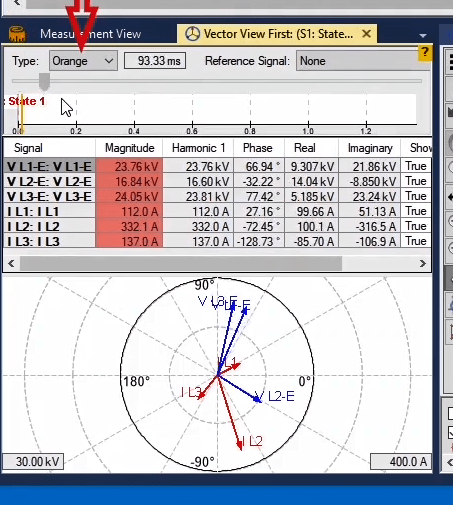 Measurement View
Vector View First: (S1: State... ×
Type: Orange 93.33 ms Reference Signal: None ?
: State 1
0.0 0.2 0.4 0.6 0.8 1.0 1.2
Signal Magnitude Harmonic 1 Phase Real Imaginary Show
V L1-E: V L1-E 23.76 kV 23.76 kV 66.94 ° 9.307 kV 21.86 kV True
V L2-E: V L2-E 16.84 kV 16.60 kV -32.22 ° 14.04 kV -8.850 kV True
V L3-E: V L3-E 24.05 kV 23.81 kV 77.42 ° 5.185 kV 23.24 kV True
I L1: I L1 112.0 A 112.0 A 27.16 ° 99.66 A 51.13 A True
I L2: I L2 332.1 A 332.0 A -72.45 ° 100.1 A -316.5 A True
I L3: I L3 137.0 A 137.0 A -128.73 ° -85.70 A -106.9 A True
90°
V L3-E
180°
0°
I L3
V L2-E
I L2
-90°
30.00 kV
400.0 A